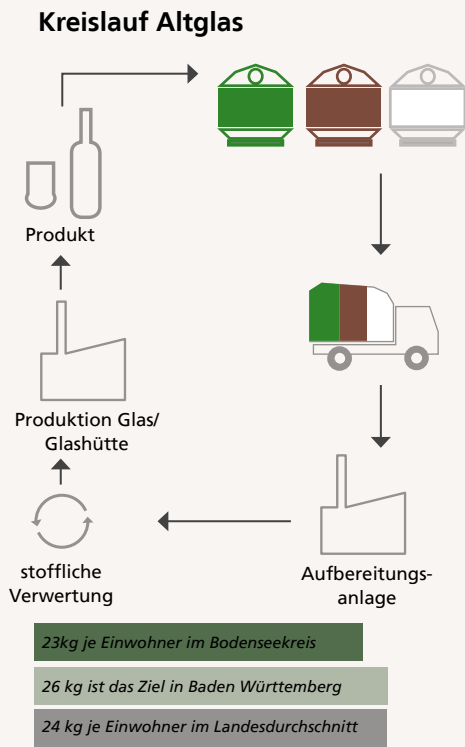 Kreislauf Altglas
Produkt
Produktion Glas/
Glashütte
stoffliche
Verwertung
Aufbereitungs-
anlage
23kg je Einwohner im Bodenseekreis
26 kg ist das Ziel in Baden Württemberg
24 kg je Einwohner im Landesdurchschnitt